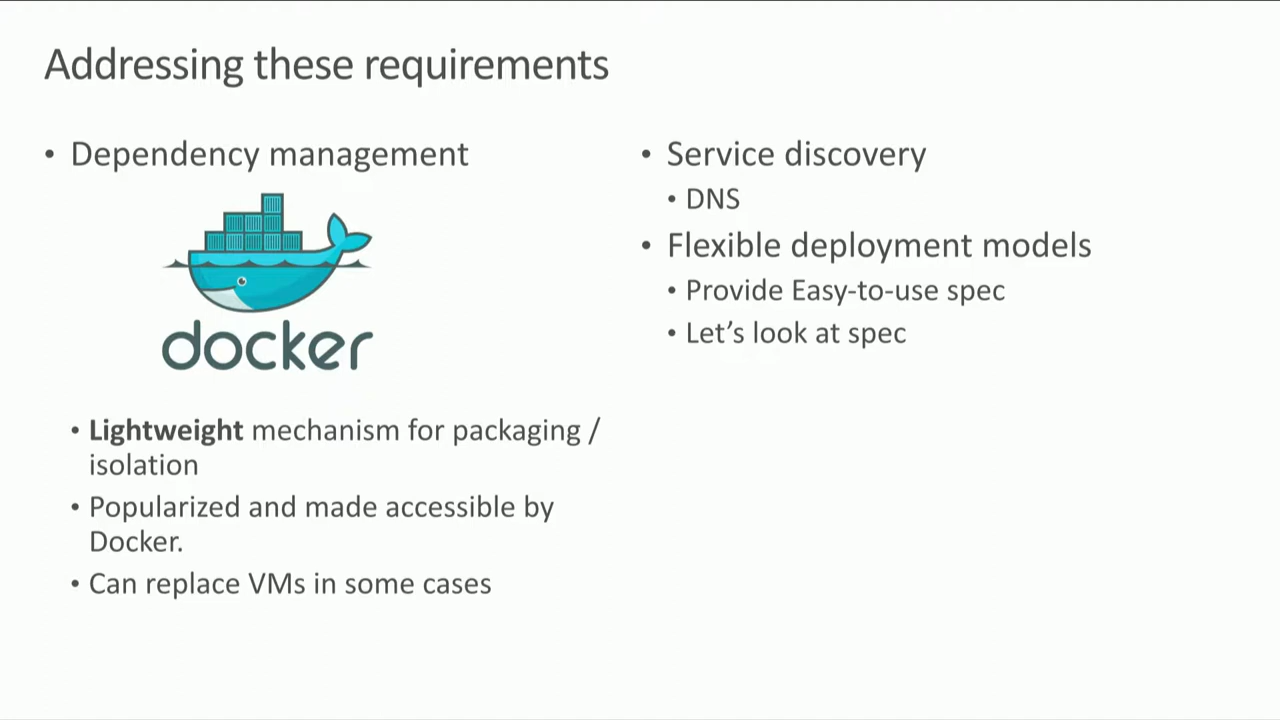 Addressing these requirements
• Dependency management
docker
• Lightweight mechanism for packaging /
isolation
• Popularized and made accessible by
Docker.
• Can replace VMs in some cases
• Service discovery
• DNS
• Flexible deployment models
• Provide Easy-to-use spec
• Let’s look at spec